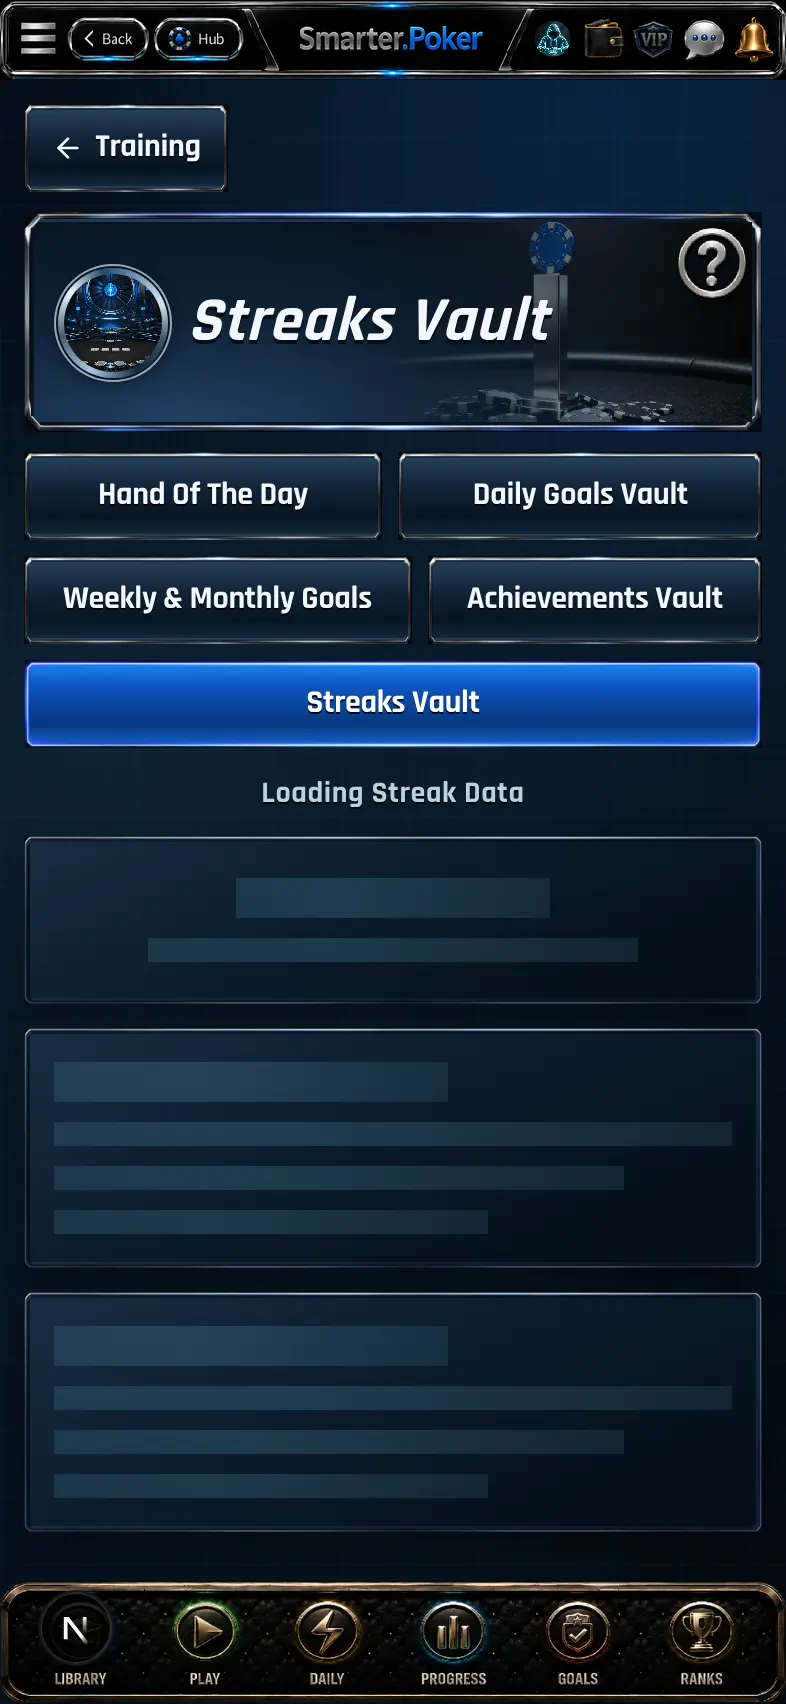 Back
Hub
Smarter.Poker
VIP
← Training
Streaks Vault
?
Hand Of The Day
Daily Goals Vault
Weekly & Monthly Goals
Achievements Vault
Streaks Vault
Loading Streak Data
N
LIBRARY
PLAY
DAILY
PROGRESS
GOALS
RANKS